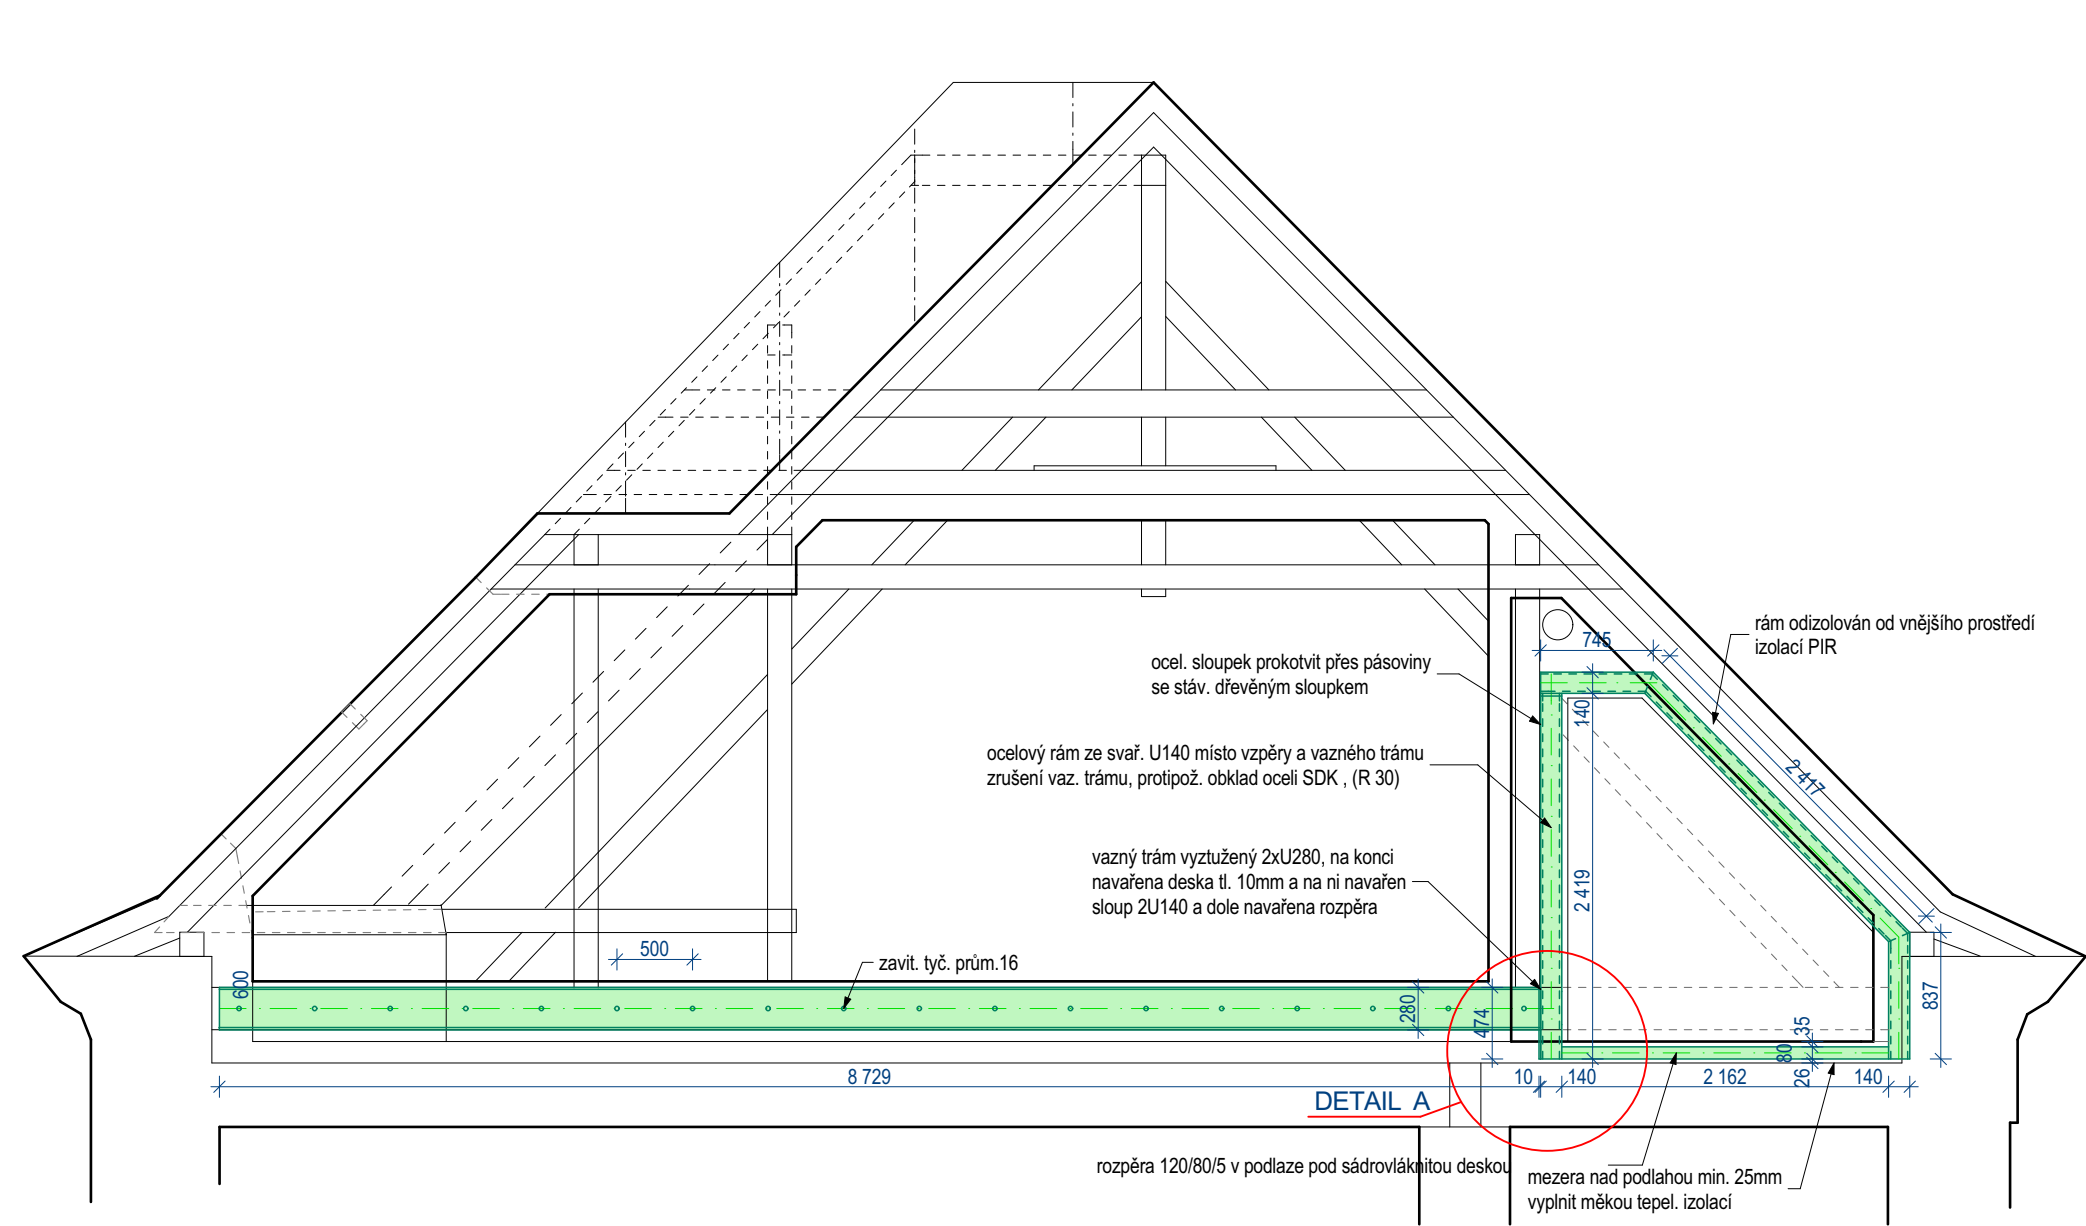 rám odizolován od vnějšího prostředí
izolací PIR
745
ocel. sloupek prokotvit přes pásoviny
se stáv. dřevěným sloupkem
140
ocelový rám ze svař. U140 místo vzpěry a vazného trámu
zrušení vaz. trámu, protipož. obklad oceli SDK , (R 30)
2 417
vazný trám vyztužený 2xU280, na konci
navařena deska tl. 10mm a na ni navařen
sloup 2U140 a dole navařena rozpěra
2 419
500
zavit. tyč. prům.16
600
280
474
837
35
80
26
8 729
10
140
2 162
140
DETAIL A
rozpěra 120/80/5 v podlaze pod sádrovláknitou deskou
mezera nad podlahou min. 25mm
vyplnit měkou tepel. izolací